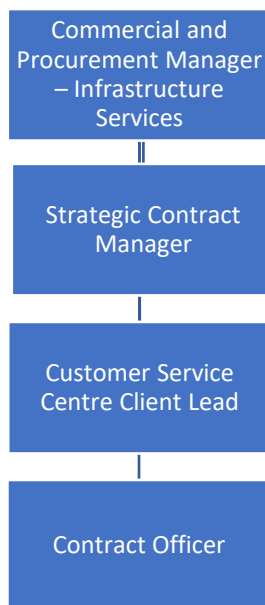 Commercial and
Procurement Manager
– Infrastructure
Services
Strategic Contract
Manager
Customer Service
Centre Client Lead
Contract Officer